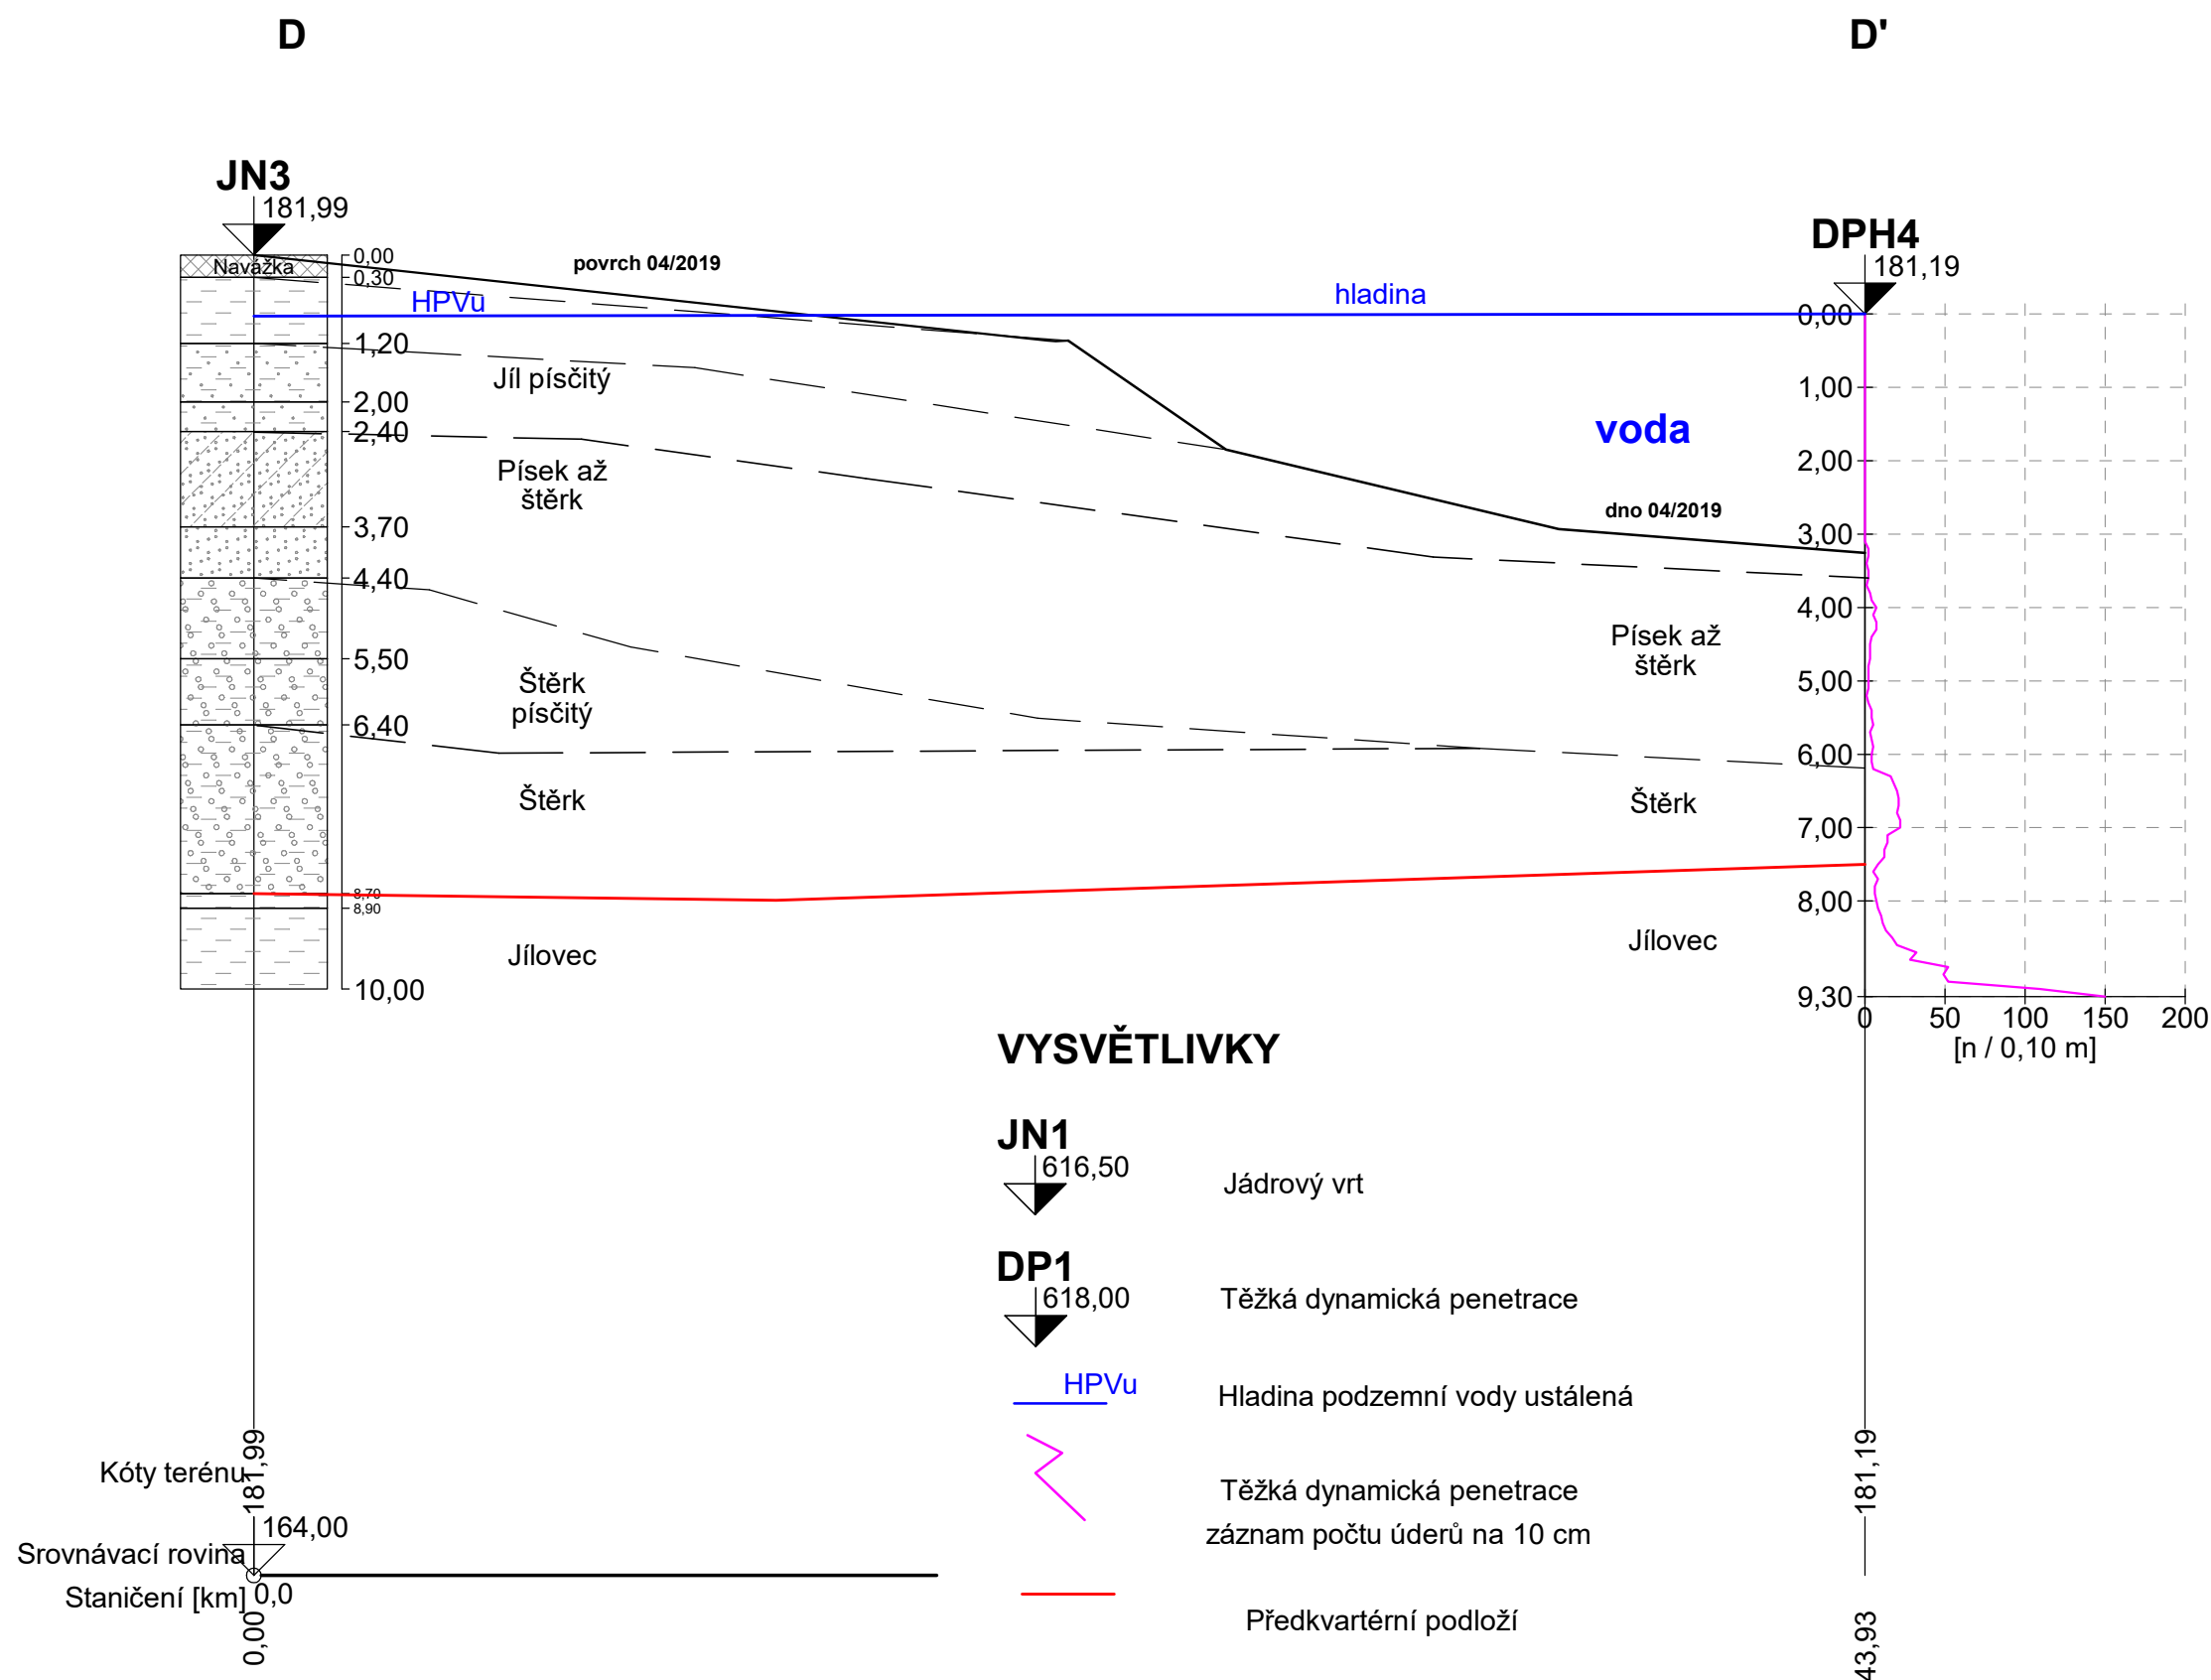 D
D'
JN3
181,99
0,00
Navážka
0,30
1,20
2,00
2,40
3,70
4,40
5,50
6,40
8,70
8,90
10,00
povrch 04/2019
HPVu
hladina
Jíl písčitý
voda
Písek až
štěrk
dno 04/2019
Štěrk
písčitý
Štěrk
Jílovec
Písek až
štěrk
Štěrk
Jílovec
DPH4
181,19
0,00
1,00
2,00
3,00
4,00
5,00
6,00
7,00
8,00
9,30
0 50 100 150 200
[n / 0,10 m]
VYSVĚTLIVKY
JN1
616,50
Jádrový vrt
DP1
618,00
Těžká dynamická penetrace
HPVu
Hladina podzemní vody ustálená
Těžká dynamická penetrace
záznam počtu úderů na 10 cm
Předkvartérní podloží
Kóty terénu
181,99
181,19
164,00
Srovnávací rovina
Staničení [km]
0,0
0,00
43,93